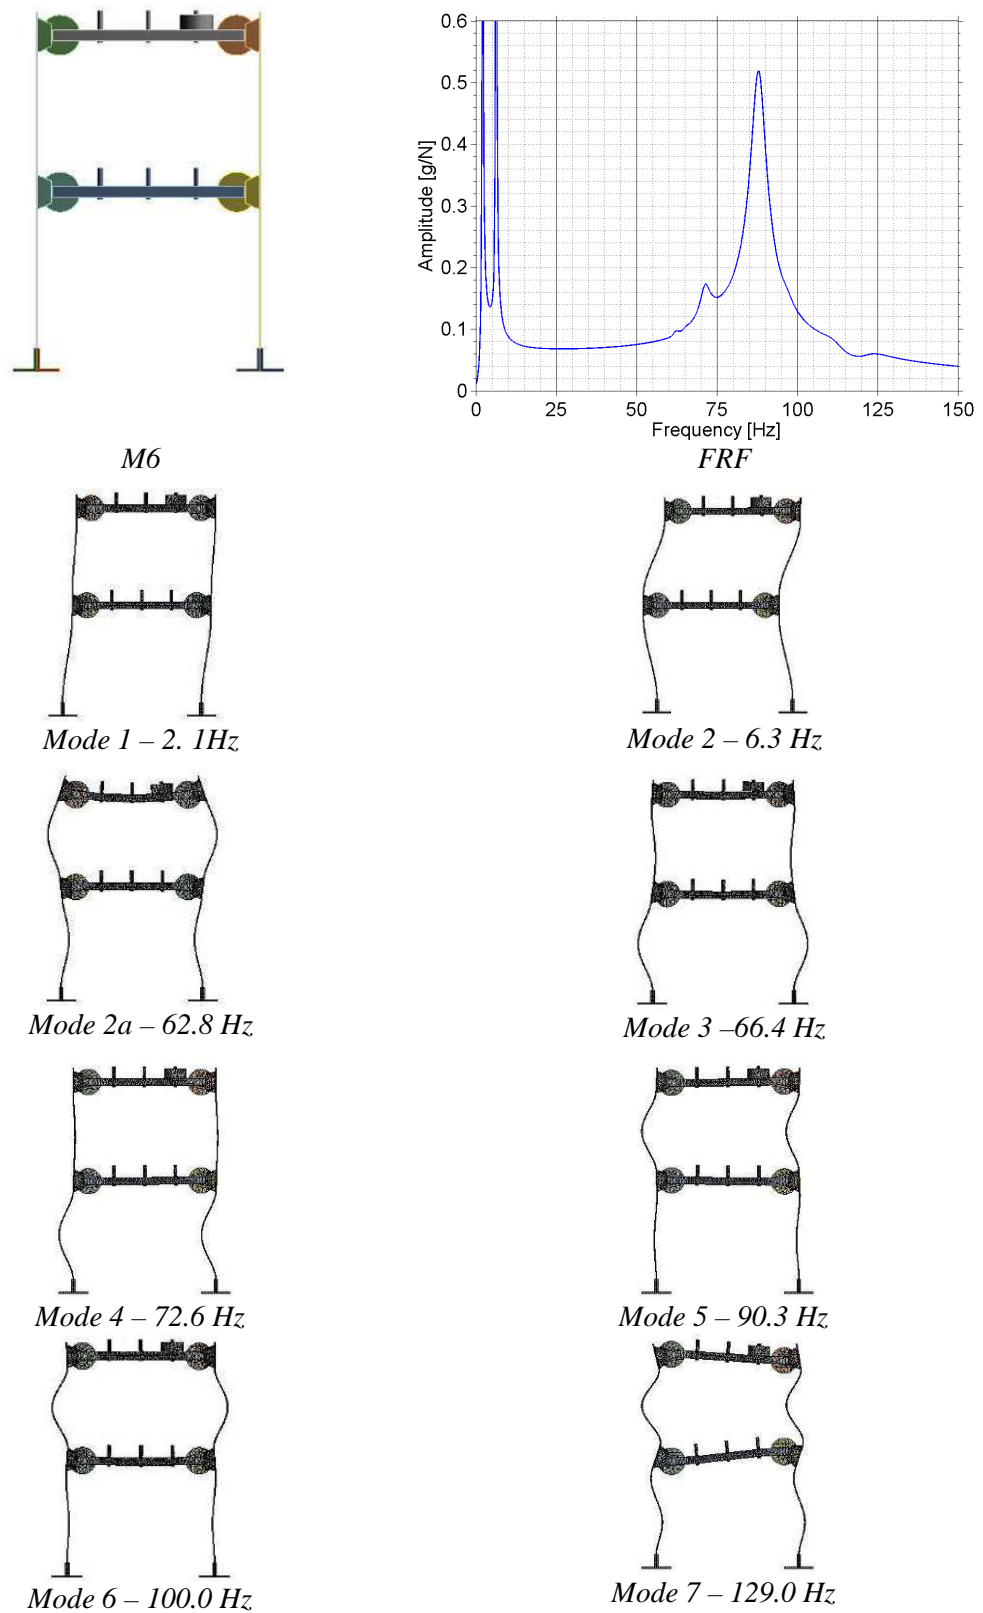 0.6
0.5
0.4
0.3
0.2
0.1
0
Amplitude [g/N]
0 25 50 75 100 125 150
Frequency [Hz]
M6 FRF
Mode 1 – 2. 1Hz Mode 2 – 6.3 Hz
Mode 2a – 62.8 Hz Mode 3 –66.4 Hz
Mode 4 – 72.6 Hz Mode 5 – 90.3 Hz
Mode 6 – 100.0 Hz Mode 7 – 129.0 Hz